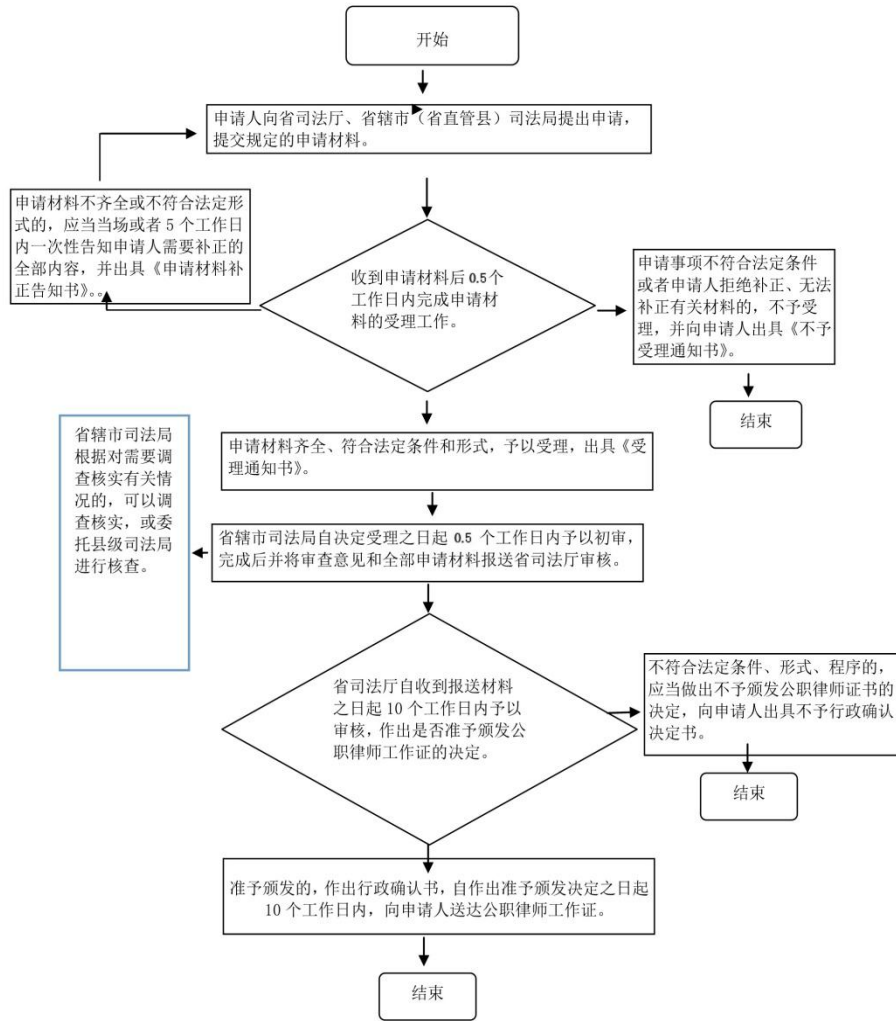 开始
申请人向省司法厅、省辖市（省直管县）司法局提出申请，
提交规定的申请材料。
申请材料不齐全或不符合法定形
式的，应当当场或者 5 个工作日
内一次性告知申请人需要补正的
全部内容，并出具《申请材料补
正告知书》。。
收到申请材料后 0.5 个
工作日内完成申请材
料的受理工作。
申请事项不符合法定条件
或者申请人拒绝补正、无法
补正有关材料的，不予受
理，并向申请人出具《不予
受理通知书》。
结束
申请材料齐全、符合法定条件和形式，予以受理，出具《受
理通知书》。
省辖市司法局
根据对需要调
查核实有关情
况的，可以调
查核实，或委
托县级司法局
进行核查。
省辖市司法局自决定受理之日起 0.5 个工作日内予以初审，
完成后并将审查意见和全部申请材料报送省司法厅审核。
省司法厅自收到报送材料
之日起 10 个工作日内予以
审核，作出是否准予颁发公
职律师工作证的决定。
不符合法定条件、形式、程序的，
应当做出不予颁发公职律师证书的
决定，向申请人出具不予行政确认
决定书。
结束
准予颁发的，作出行政确认书，自作出准予颁发决定之日起
10 个工作日内，向申请人送达公职律师工作证。
结束